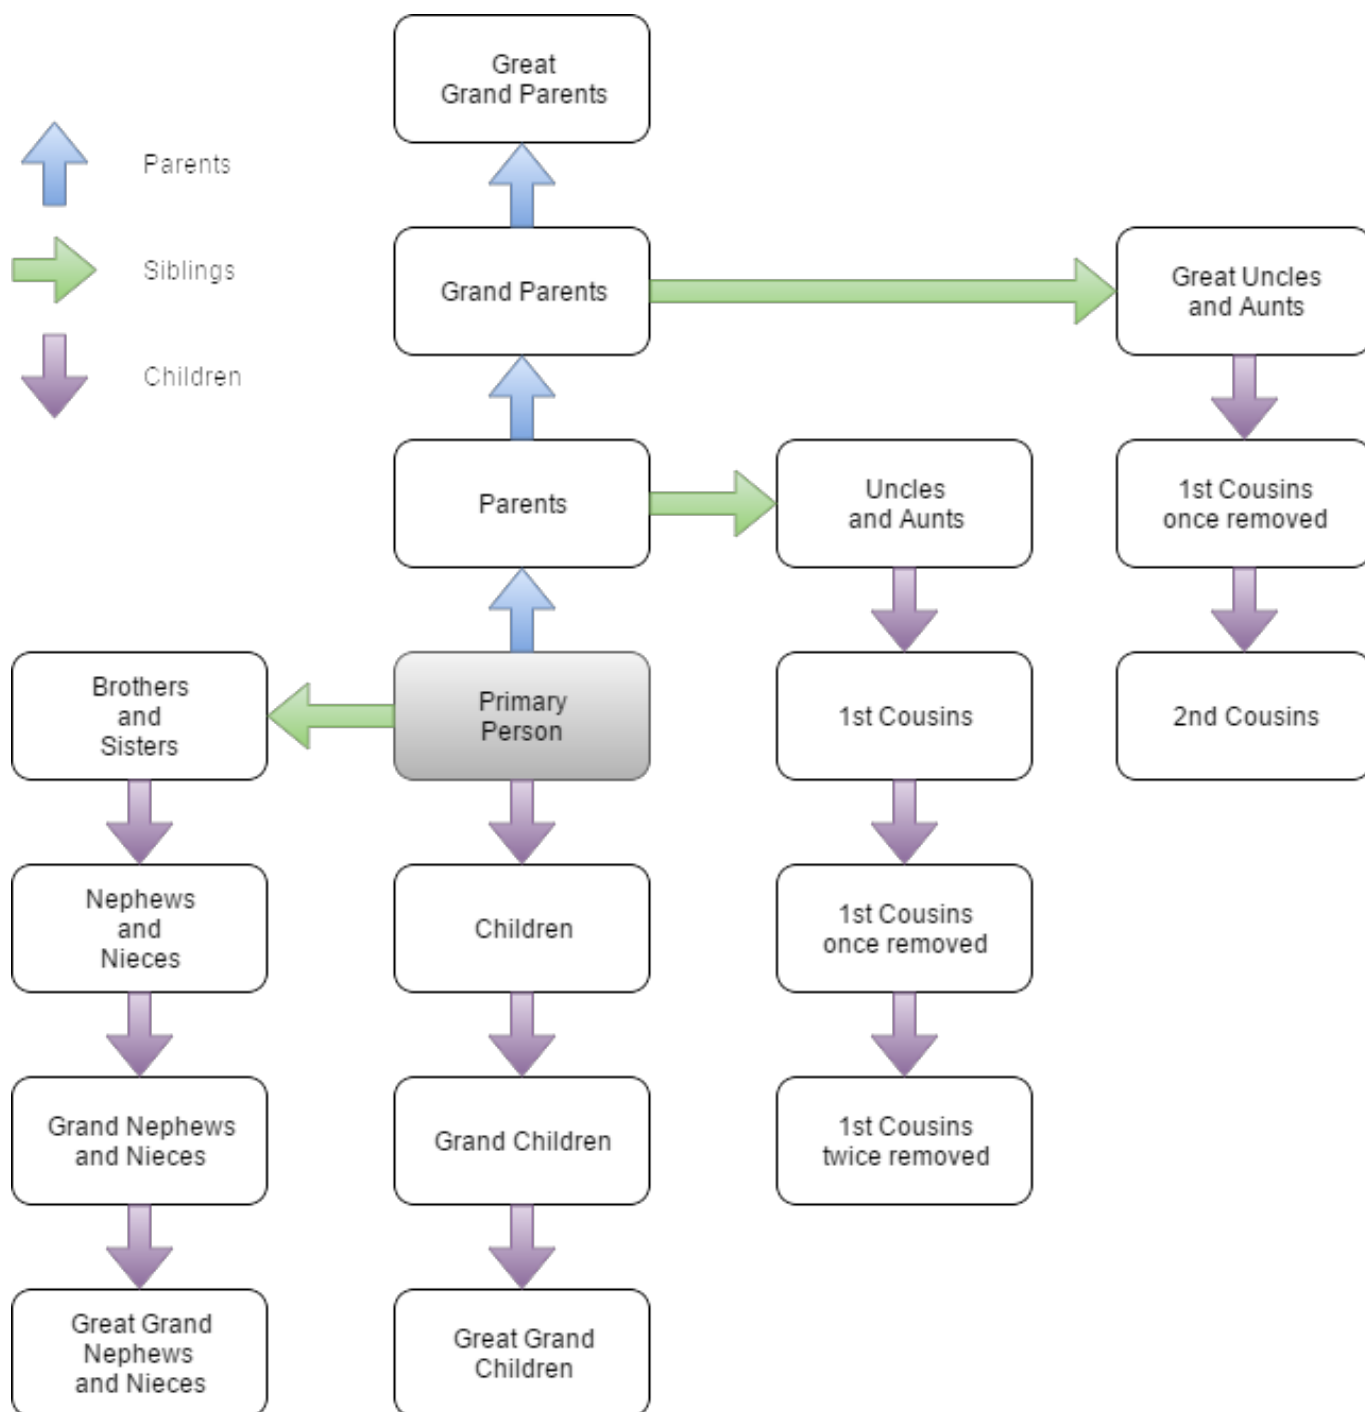 Great
Grand Parents
Parents
Siblings
Children
Grand Parents
Great Uncles
and Aunts
Parents
Uncles
and Aunts
1st Cousins
once removed
Brothers
and
Sisters
Primary
Person
1st Cousins
2nd Cousins
Nephews
and
Nieces
Children
1st Cousins
once removed
Grand Nephews
and Nieces
Grand Children
1st Cousins
twice removed
Great Grand
Nephews
and Nieces
Great Grand
Children